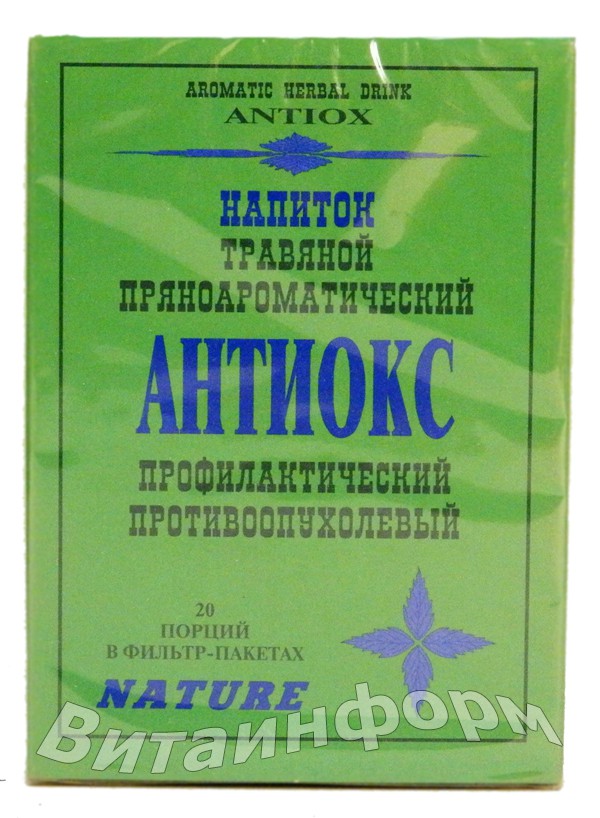 AROMATIC HERBAL DRINK
ANTIOX
НАПИТОК
ТРАВЯНОЙ
ПРЯНОАРОМАТИЧЕСКИЙ
АНТИОКС
ПРОФИЛАКТИЧЕСКИЙ
ПРОТИВООПУХОЛЕВЫЙ
20
ПОРЦИЙ
В ФИЛЬТР-ПАКЕТАХ
NATURE
Витаинформ